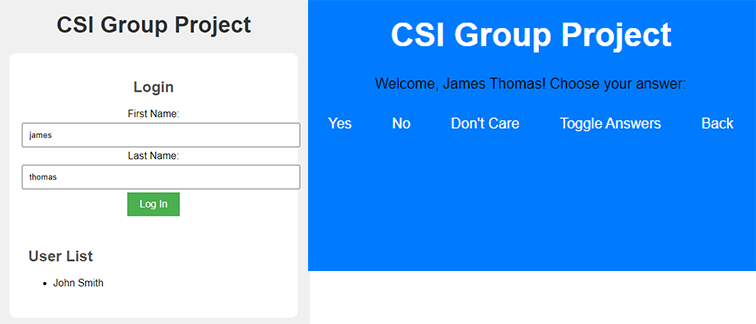 CSI Group Project
Login
First Name:
james
Last Name:
thomas
Log In
User List
John Smith
CSI Group Project
Welcome, James Thomas! Choose your answer:
Yes No Don't Care Toggle Answers Back